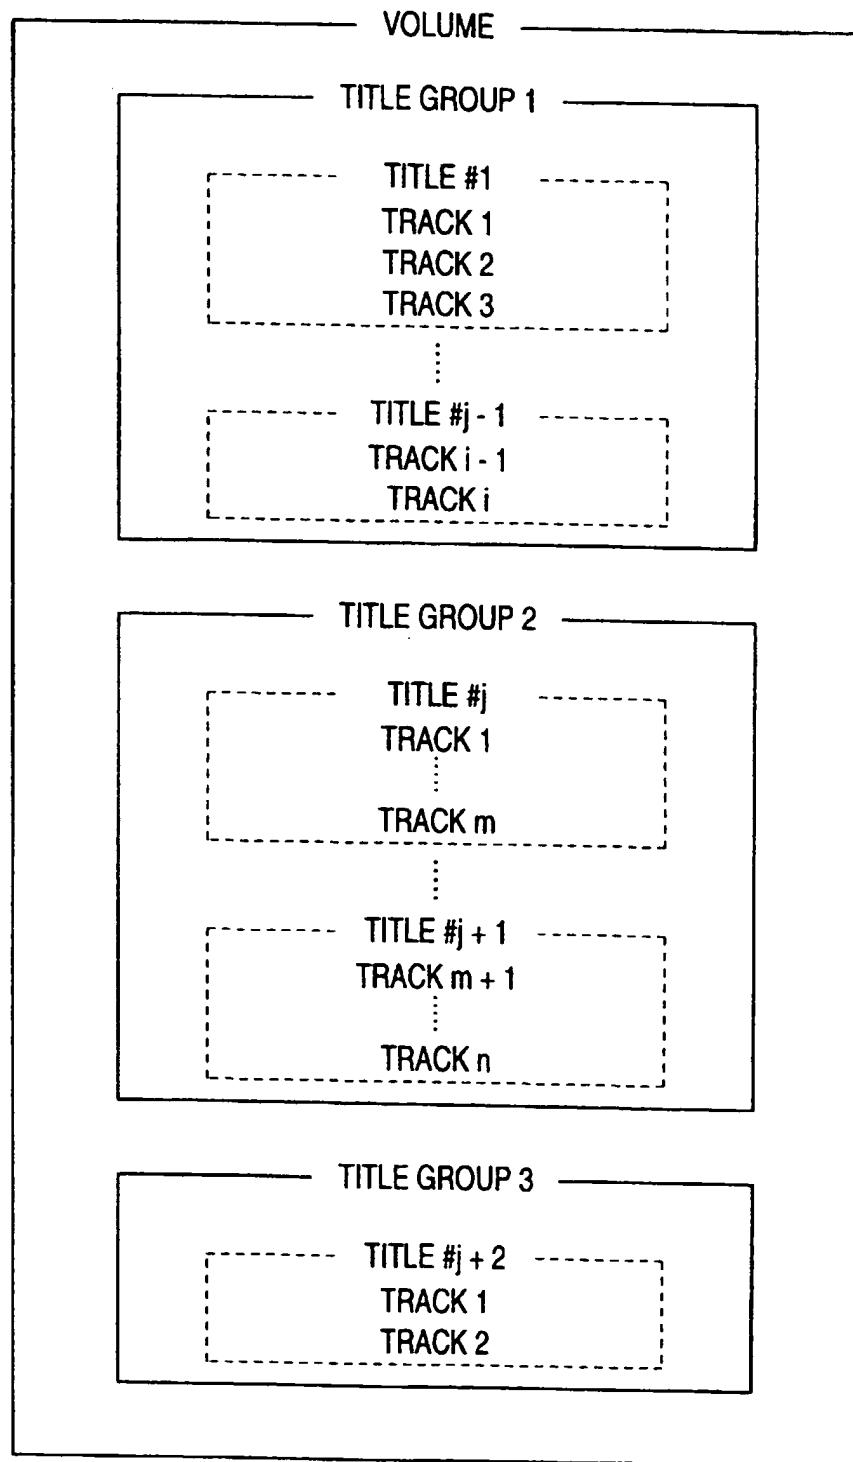 VOLUME
TITLE GROUP 1
TITLE #1
TRACK 1
TRACK 2
TRACK 3
TITLE #j - 1
TRACK i - 1
TRACK i
TITLE GROUP 2
TITLE #j
TRACK 1
TRACK m
TITLE #j + 1
TRACK m + 1
TRACK n
TITLE GROUP 3
TITLE #j + 2
TRACK 1
TRACK 2